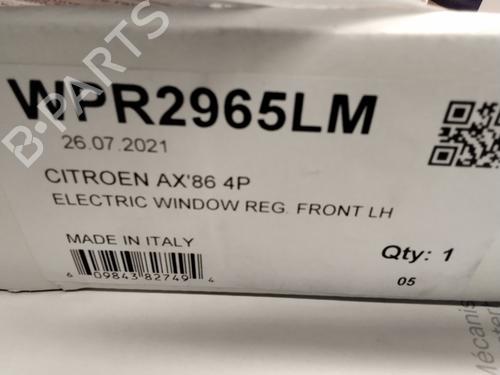 WPR2965LM
26.07.2021
CITROEN AX'86 4P
ELECTRIC WINDOW REG. FRONT LH
MADE IN ITALY
Qty: 1
6 09843 82749 4
05
B-PARTS
Mécanis